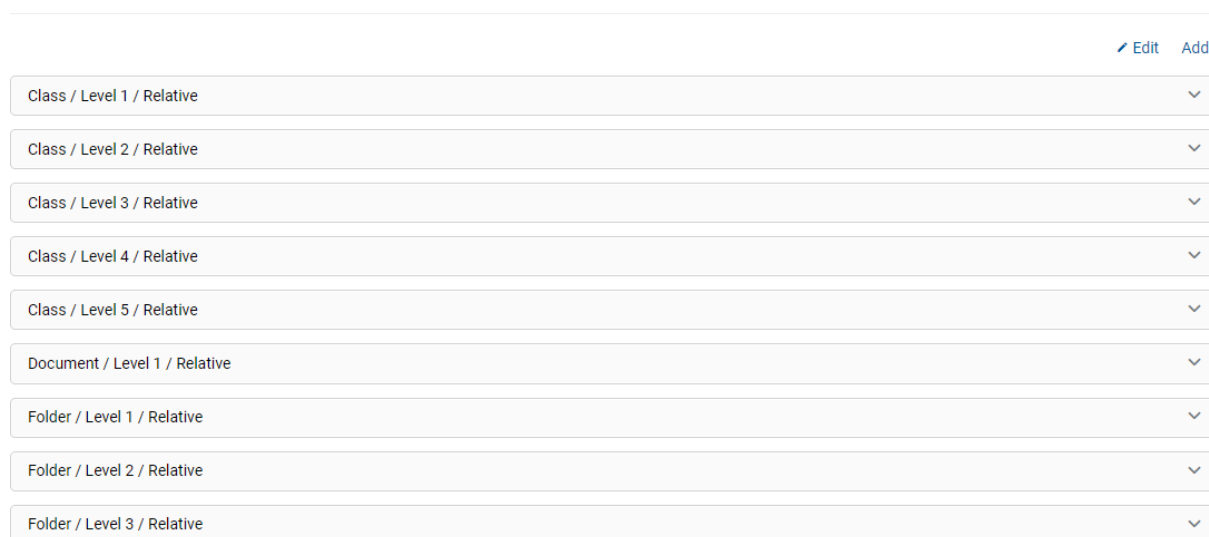 Edit Add
Class / Level 1 / Relative
Class / Level 2 / Relative
Class / Level 3 / Relative
Class / Level 4 / Relative
Class / Level 5 / Relative
Document / Level 1 / Relative
Folder / Level 1 / Relative
Folder / Level 2 / Relative
Folder / Level 3 / Relative